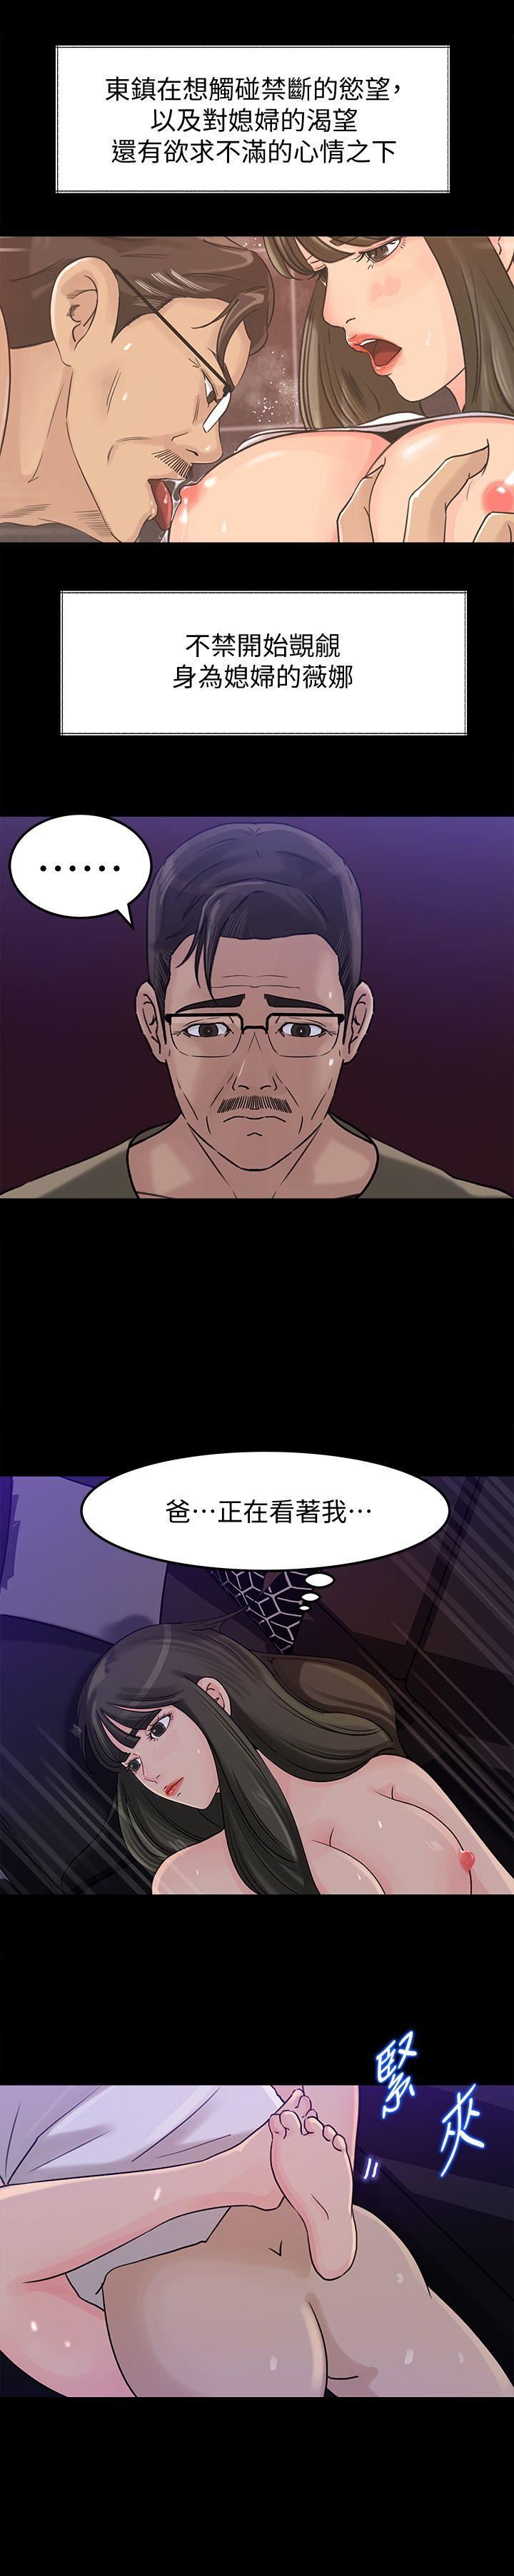 東鎮在想觸碰禁斷的慾望，
以及對媳婦的渴望
還有欲求不滿的心情之下
不禁開始覬覦
身為媳婦的薇娜
⋯⋯
爸⋯正在看著我⋯
緊
夾